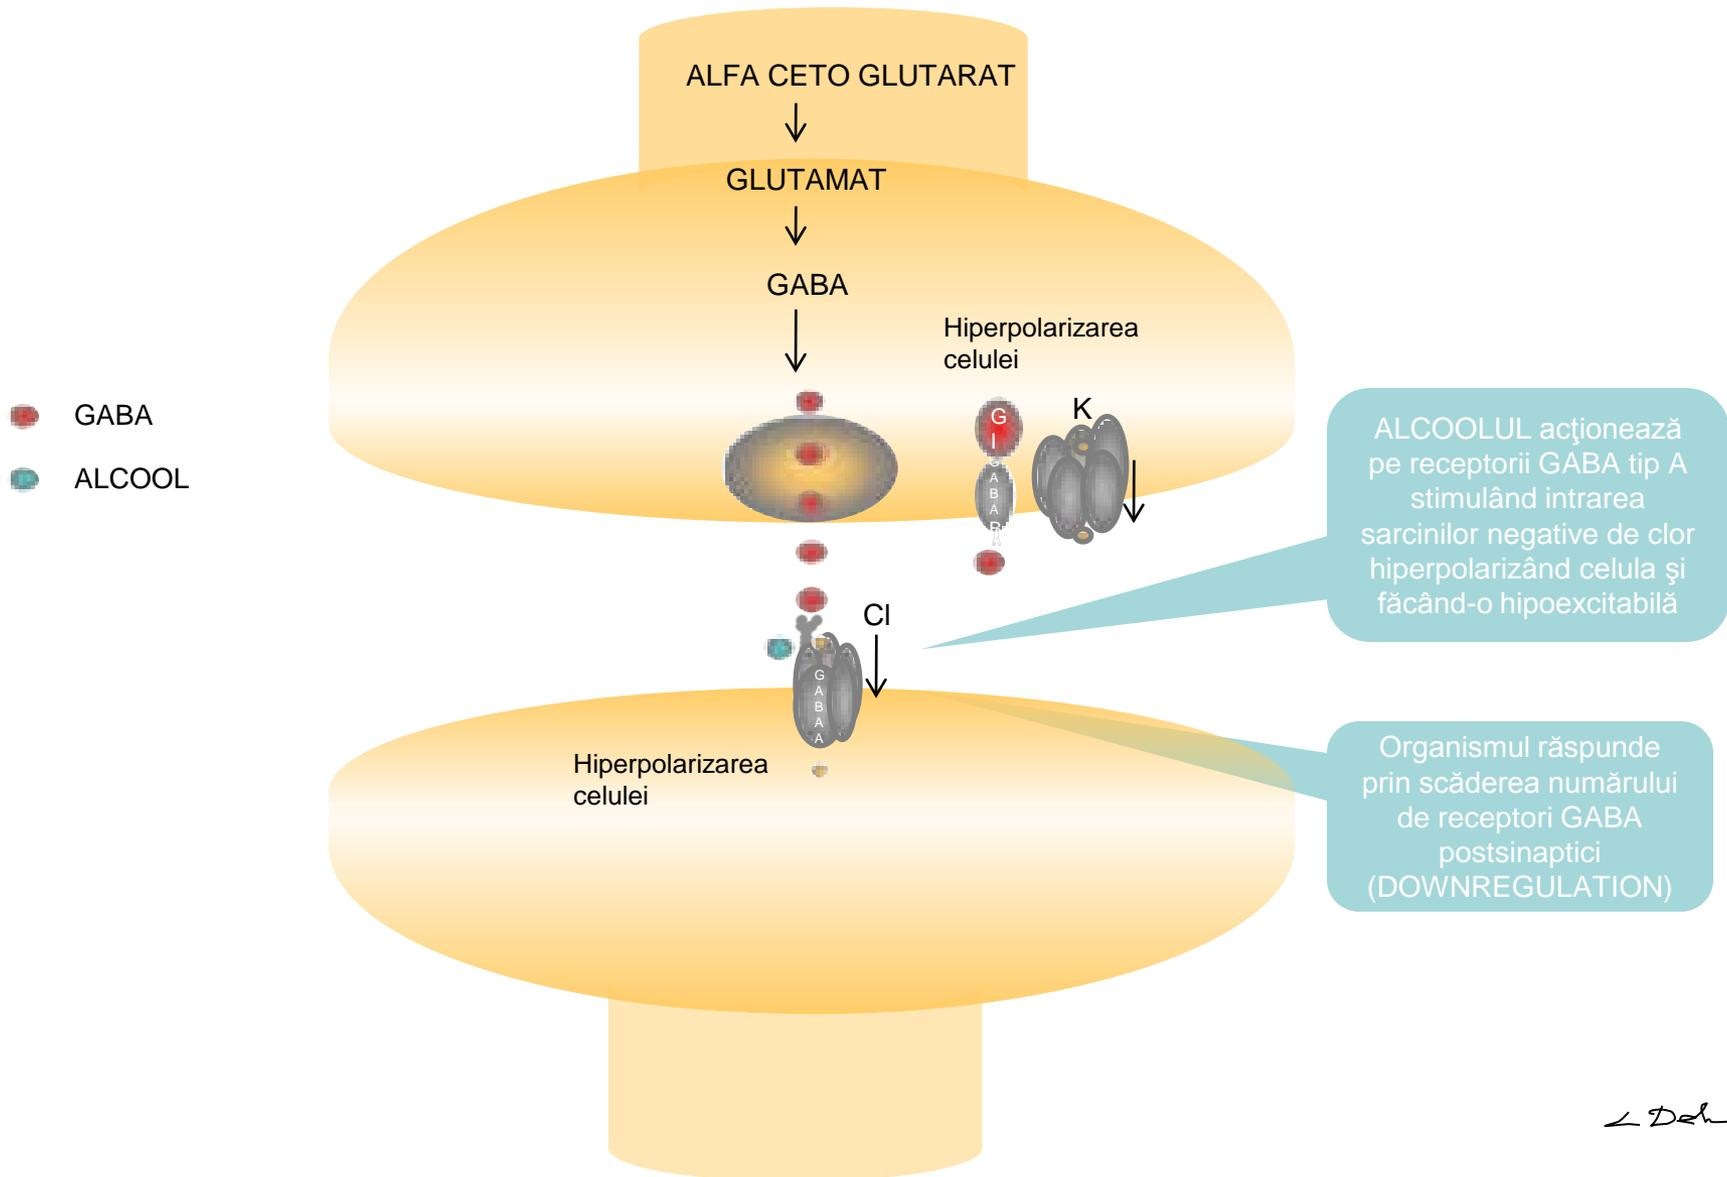 ALFA CETO GLUTARAT
GLUTAMAT
GABA
Hiperpolarizarea
celulei
GABA
ALCOOL
G
I
G
A
B
A
K
Cl
G
A
B
A
A
Hiperpolarizarea
celulei
ALCOOLUL acţionează
pe receptorii GABA tip A
stimulând intrarea
sarcinilor negative de clor
hiperpolarizând celula şi
făcând-o hipoexcitabilă
Organismul răspunde
prin scăderea numărului
de receptori GABA
postsinaptici
(DOWNREGULATION)